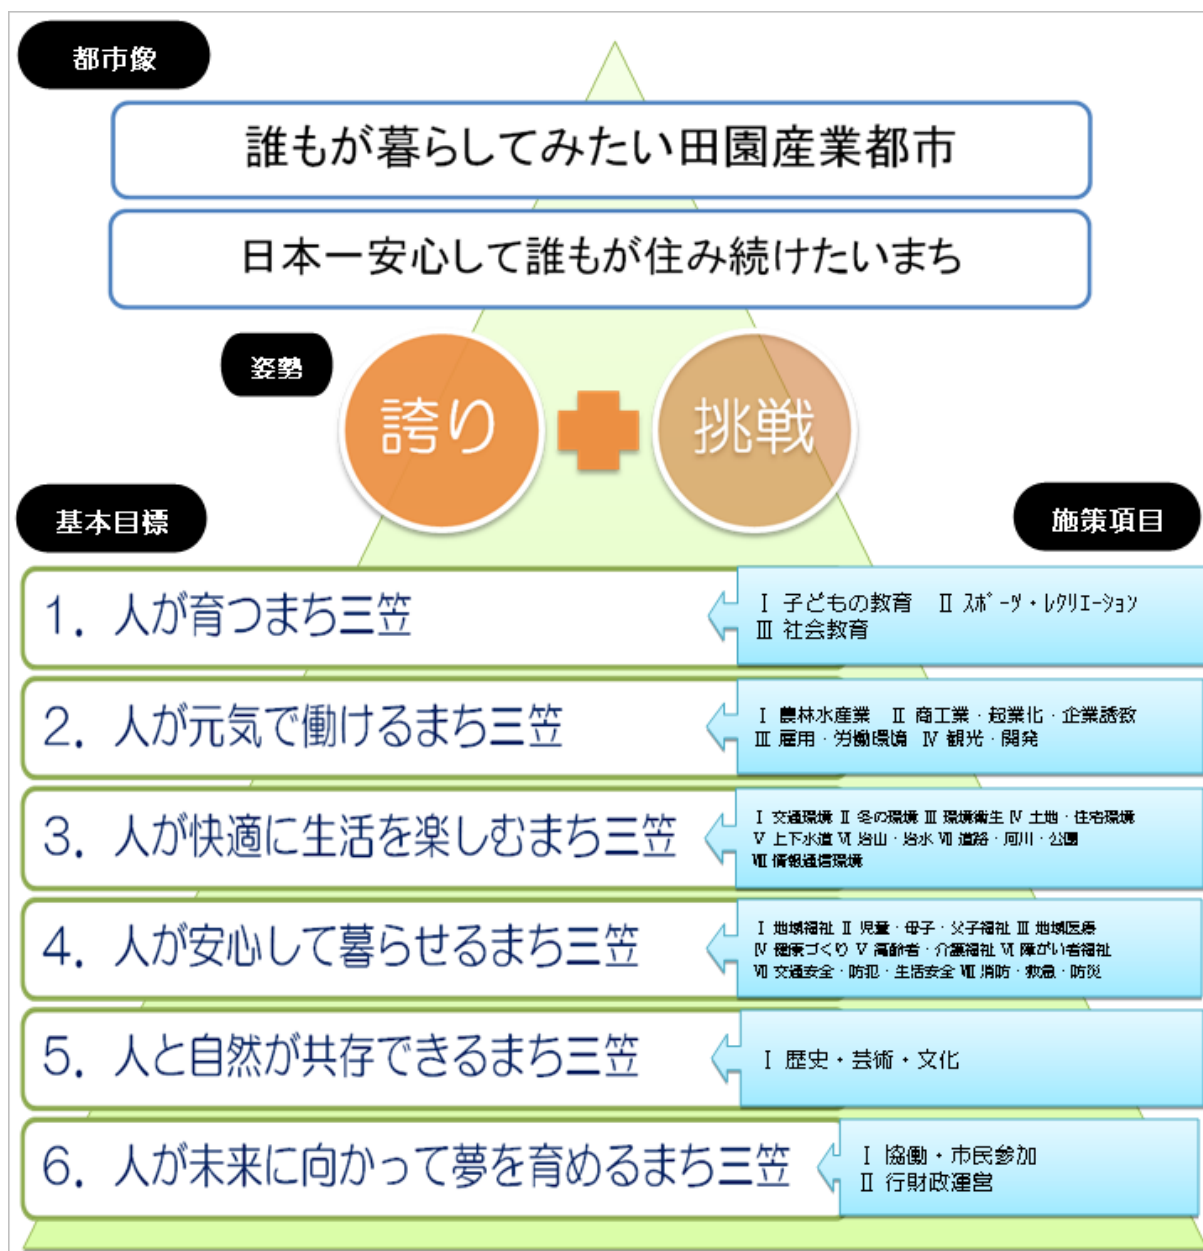 都市像
誰もが暮らしてみたい田園産業都市
日本一安心して誰もが住み続けたいまち
姿勢
誇り
挑戦
基本目標
施策項目
1．人が育つまち三笠
Ⅰ 子どもの教育　Ⅱ ｽﾎﾟｰﾂ・ﾚｸﾘｴｰｼｮﾝ
Ⅲ 社会教育
2．人が元気で働けるまち三笠
Ⅰ 農林水産業　Ⅱ 商工業・起業化・企業誘致
Ⅲ 雇用・労働環境　Ⅳ 観光・開発
3．人が快適に生活を楽しむまち三笠
Ⅰ 交通環境 Ⅱ 冬の環境 Ⅲ 環境衛生 Ⅳ 土地・住宅環境
Ⅴ 上下水道 Ⅵ 治山・治水 Ⅶ 道路・河川・公園
Ⅷ 情報通信環境
4．人が安心して暮らせるまち三笠
Ⅰ 地域福祉 Ⅱ 児童・母子・父子福祉 Ⅲ 地域医療
Ⅳ 健康づくり Ⅴ 高齢者・介護福祉 Ⅵ 障がい者福祉
Ⅶ 交通安全・防犯・生活安全 Ⅷ 消防・救急・防災
5．人と自然が共存できるまち三笠
Ⅰ 歴史・芸術・文化
6．人が未来に向かって夢を育めるまち三笠
Ⅰ 協働・市民参加
Ⅱ 行財政運営